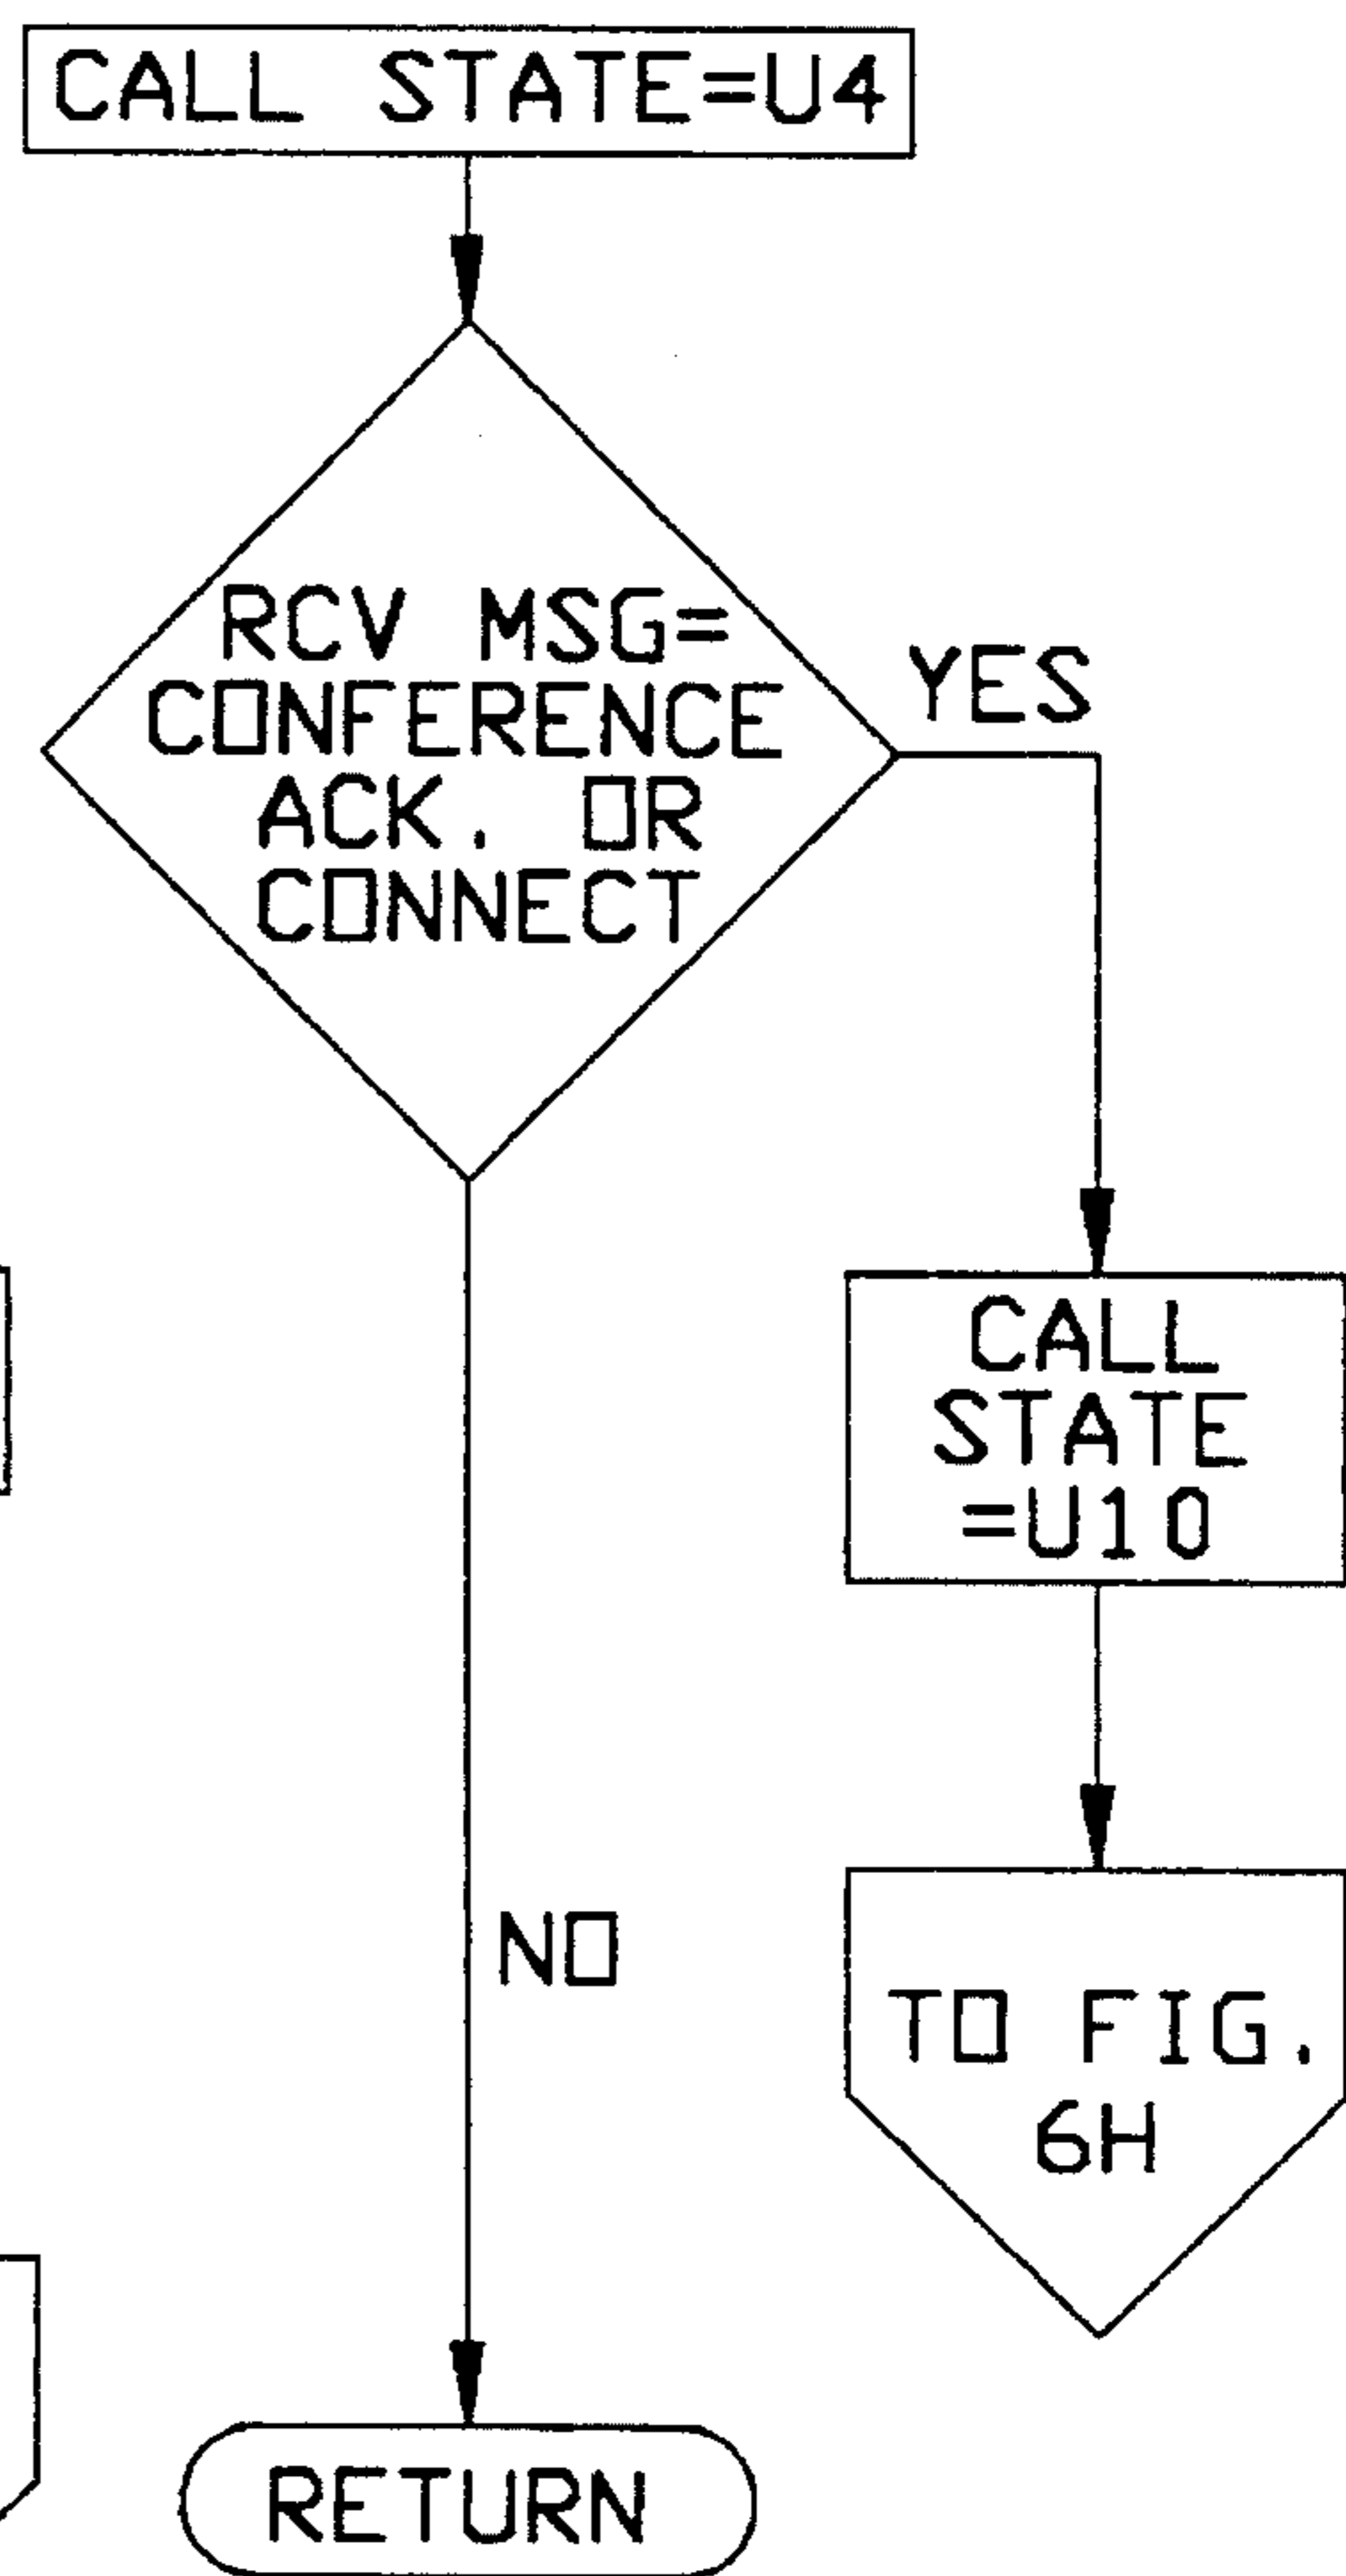 CALL STATE=U4
RCV MSG=
CONFERENCE
ACK. OR
CONNECT
YES
CALL
STATE
=U10
NO
TO FIG.
6H
RETURN